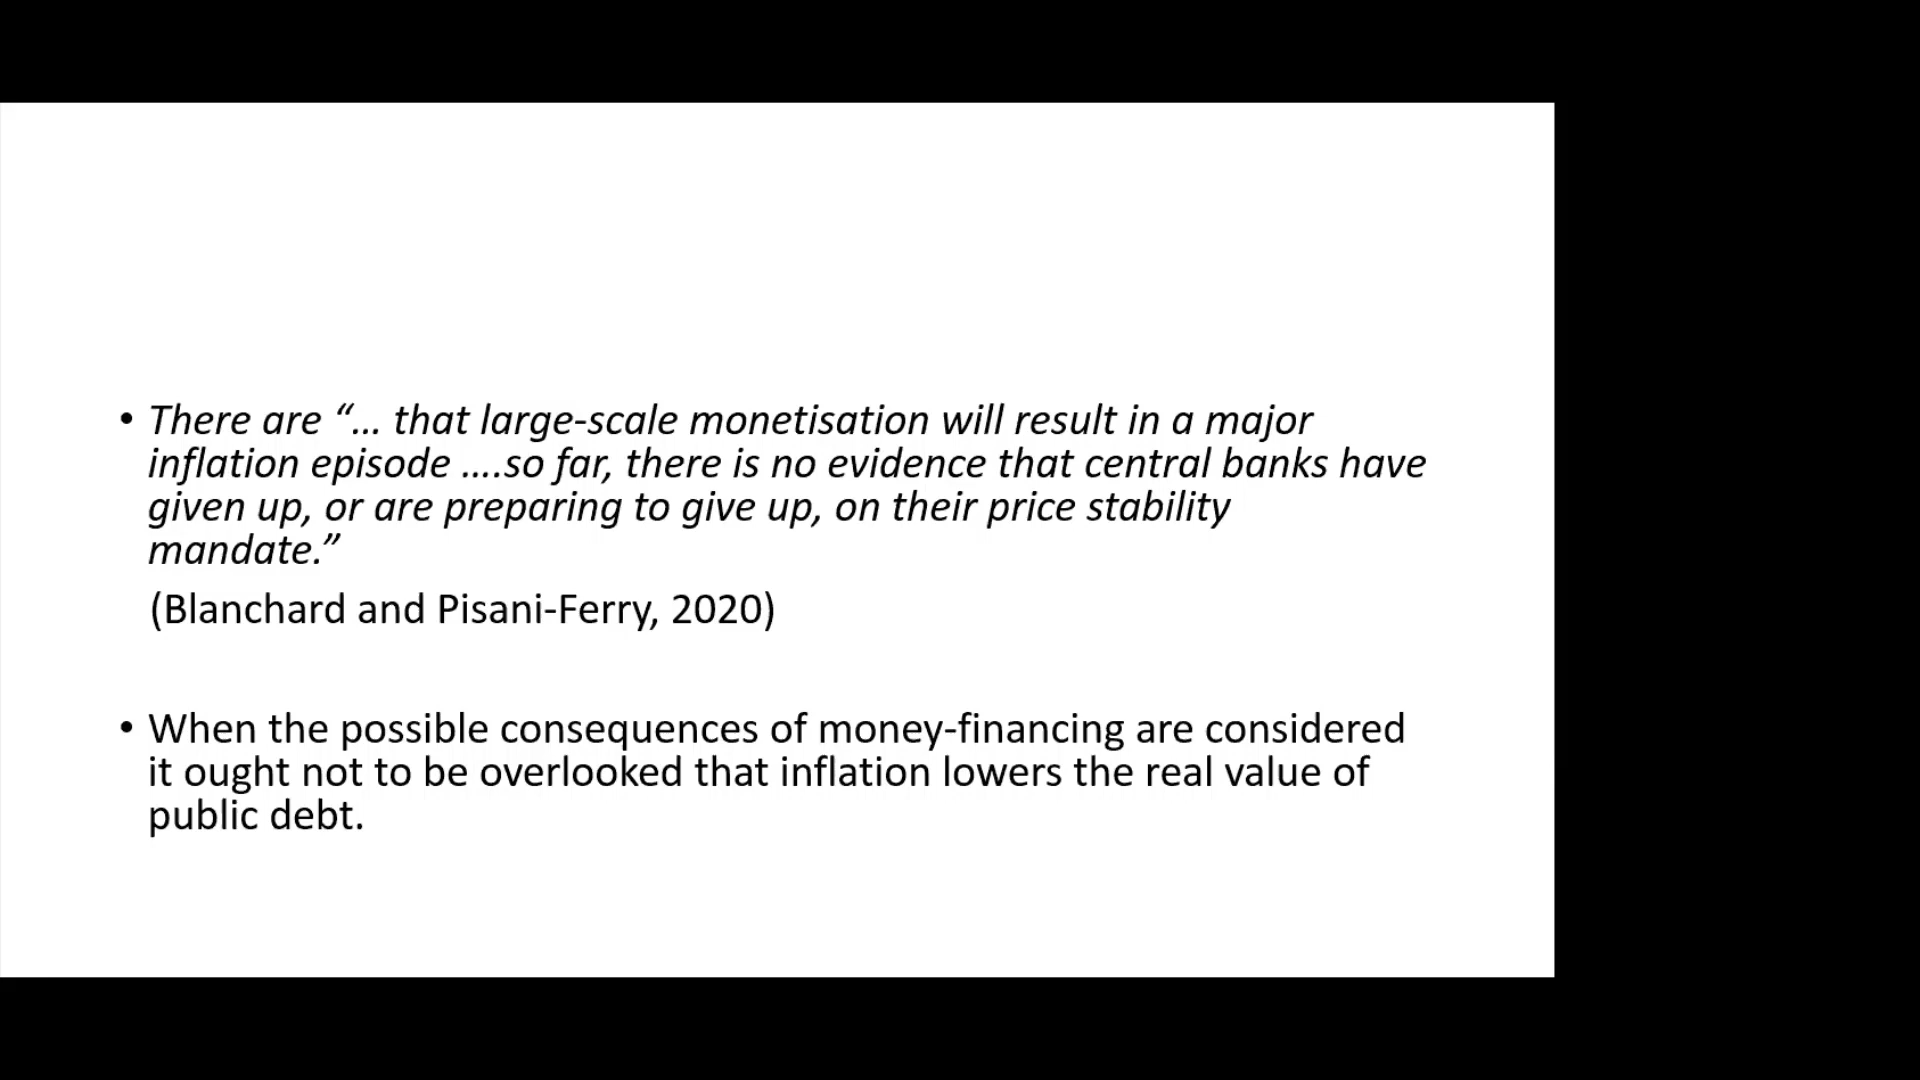 • There are “... that large-scale monetisation will result in a major
inflation episode ....so far, there is no evidence that central banks have
given up, or are preparing to give up, on their price stability
mandate.”
(Blanchard and Pisani-Ferry, 2020)
• When the possible consequences of money-financing are considered
it ought not to be overlooked that inflation lowers the real value of
public debt.